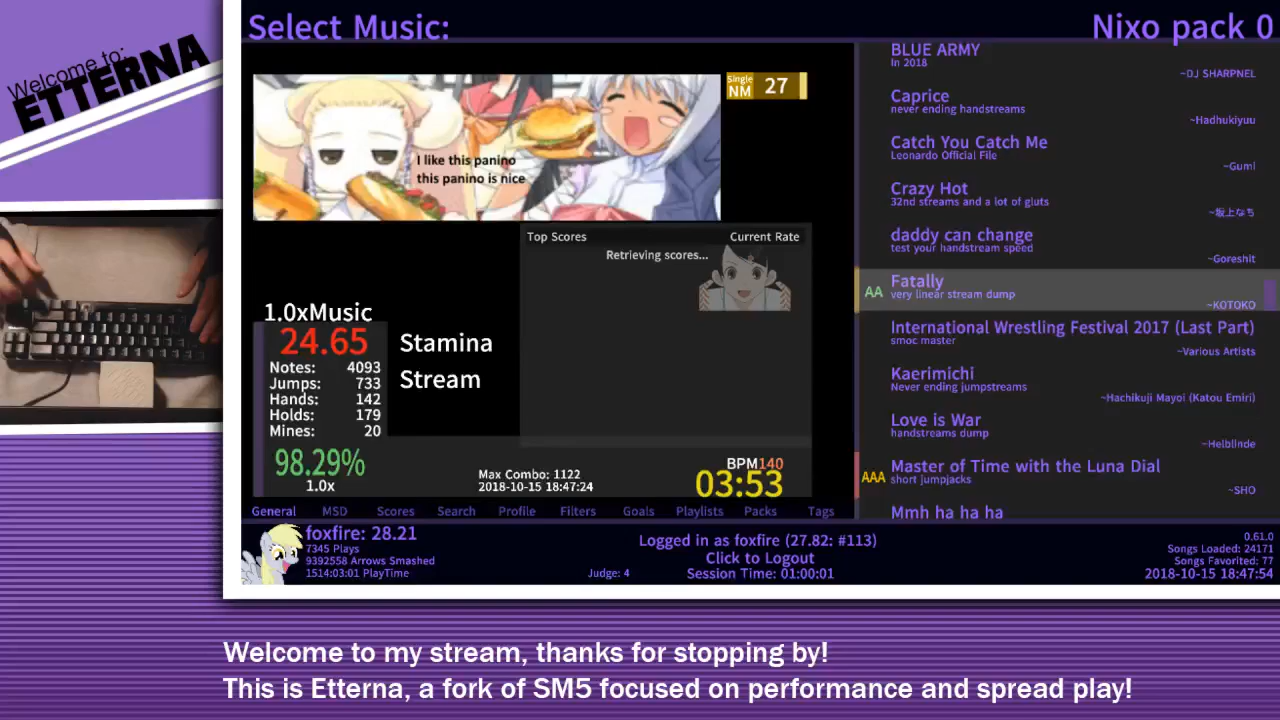 Welcome to:
ETTERNA
Select Music:
Nixo pack 0
I like this panino
this panino is nice
Single
NM
27
Top Scores
Current Rate
Retrieving scores...
1.0xMusic
24.65
Stamina
Stream
Notes: 4093
Jumps: 733
Hands: 142
Holds: 179
Mines: 20
98.29%
1.0x
Max Combo: 1122
2018-10-15 18:47:24
BPM140
03:53
BLUE ARMY
In 2018
~DJ SHARPNEL
Caprice
never ending handstreams
~Hadhukiyuu
Catch You Catch Me
Leonardo Official File
~Gumi
Crazy Hot
32nd streams and a lot of gluts
~坂上なち
daddy can change
test your handstream speed
~Goreshit
AA
Fatally
very linear stream dump
~KOTOKO
International Wrestling Festival 2017 (Last Part)
smoc master
~Various Artists
Kaerimichi
Never ending jumpstreams
~Hachikuji Mayoi (Katou Emiri)
Love is War
handstreams dump
~Helblinde
AAA
Master of Time with the Luna Dial
short jumpjacks
~SHO
Mmh ha ha ha
General MSD Scores Search Profile Filters Goals Playlists Packs Tags
foxfire: 28.21
7345 Plays
9392558 Arrows Smashed
1514:03:01 PlayTime
Judge: 4
Logged in as foxfire (27.82: #113)
Click to Logout
Session Time: 01:00:01
0.61.0
Songs Loaded: 24171
Songs Favorited: 77
2018-10-15 18:47:54
Welcome to my stream, thanks for stopping by!
This is Etterna, a fork of SM5 focused on performance and spread play!